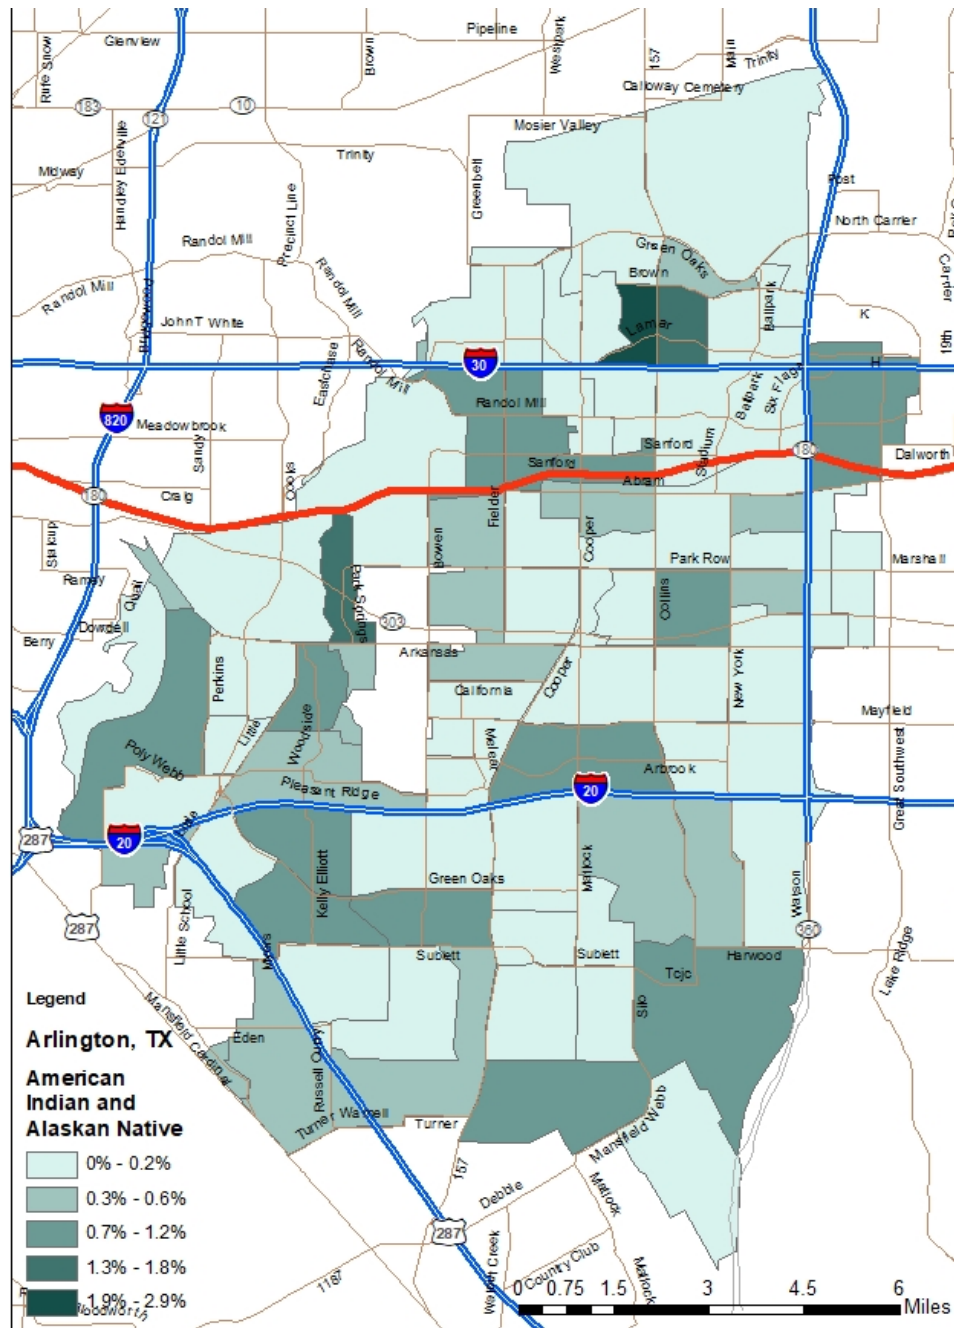 Glenview
Pipeline
Rufe Snow
Brown
Westpark
157
Main
Trinity
Calloway Cemetery
183
121
10
Mosier Valley
Handley Ederville
Trinity
Midway
Greenbelt
Post
Precinct Line
North Carrier
Randol Mill
Green Oaks
Brown
Carrier
Randol Mill
Randol Mill
Ballpark
K
John T White
Lamar
19th
Randol Mill
30
H
Eastchase
Ballpark
Six Flags
Randol Mill
820
Meadowbrook
Sandy
Sanford
Stadium
180
Dalworth
Sanford
Abram
Cooks
180
Craig
Fielder
Stalcup
Bowen
Cooper
Park Row
Marshall
Ramey
Quail
Park Springs
Collins
Dowdell
303
Berry
Arkansas
Perkins
Cooper
New York
California
Little
Woodside
Mayfield
Poly Webb
Arbrook
Great Southwest
Pleasant Ridge
20
287
20
Kelly Elliott
Green Oaks
Matlock
Watson
287
Little School
360
Sublett
Sublett
Harwood
Lake Ridge
Tcjc
Silo
Legend
Mansfield Cardinal
Arlington, TX
Eden
Russell Curry
American
Indian and
Alaskan Native
Turner Warnell
Turner
Mansfield Webb
0% - 0.2%
157
0.3% - 0.6%
Debbie
Matlock
0.7% - 1.2%
287
Walnut Creek
Country Club
1.3% - 1.8%
1187
Matlock
0 0.75 1.5 3 4.5 6
1.9% - 2.9%
Miles